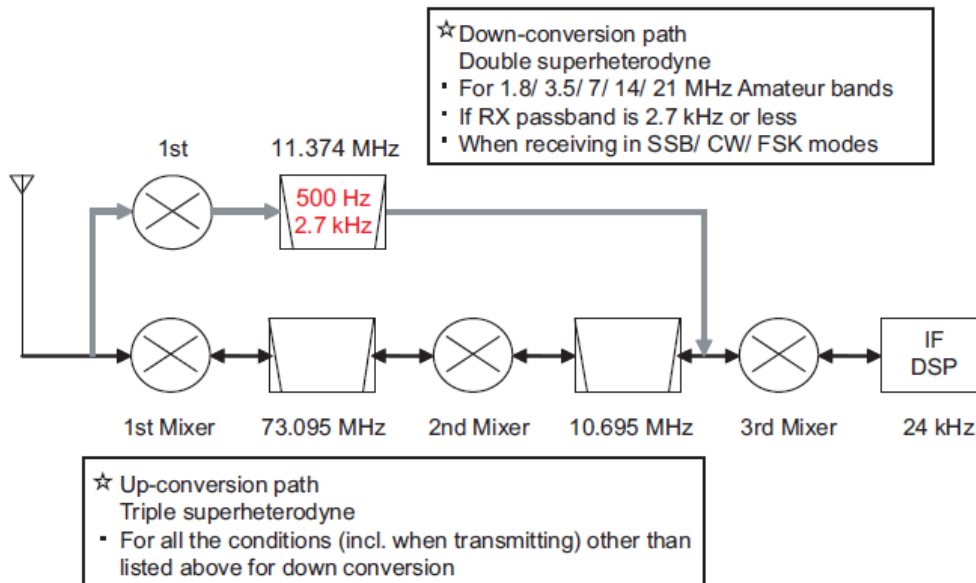 ☆ Down-conversion path
Double superheterodyne
・ For 1.8/ 3.5/ 7/ 14/ 21 MHz Amateur bands
・ If RX passband is 2.7 kHz or less
・ When receiving in SSB/ CW/ FSK modes
1st 11.374 MHz
500 Hz
2.7 kHz
IF
DSP
1st Mixer 73.095 MHz 2nd Mixer 10.695 MHz 3rd Mixer 24 kHz
☆ Up-conversion path
Triple superheterodyne
・ For all the conditions (incl. when transmitting) other than
listed above for down conversion